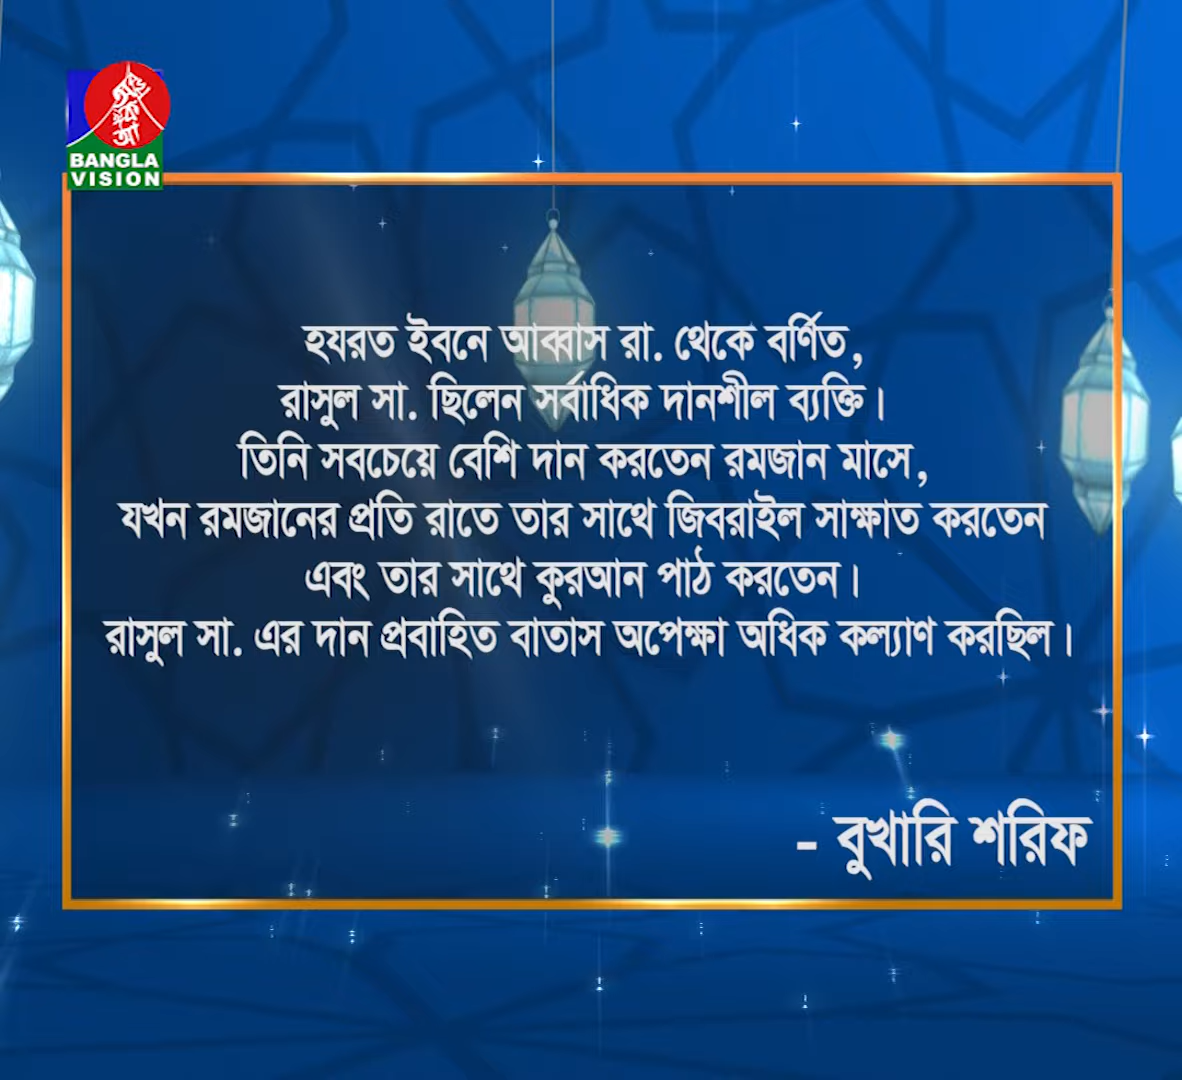 অ
ক
আ
BANGLA
VISION
হযরত ইবনে আব্বাস রা. থেকে বর্ণিত,
রাসুল সা. ছিলেন সর্বাধিক দানশীল ব্যক্তি।
তিনি সবচেয়ে বেশি দান করতেন রমজান মাসে,
যখন রমজানের প্রতি রাতে তার সাথে জিবরাইল সাক্ষাত করতেন
এবং তার সাথে কুরআন পাঠ করতেন।
রাসুল সা. এর দান প্রবাহিত বাতাস অপেক্ষা অধিক কল্যাণ করছিল।
- বুখারি শরিফ